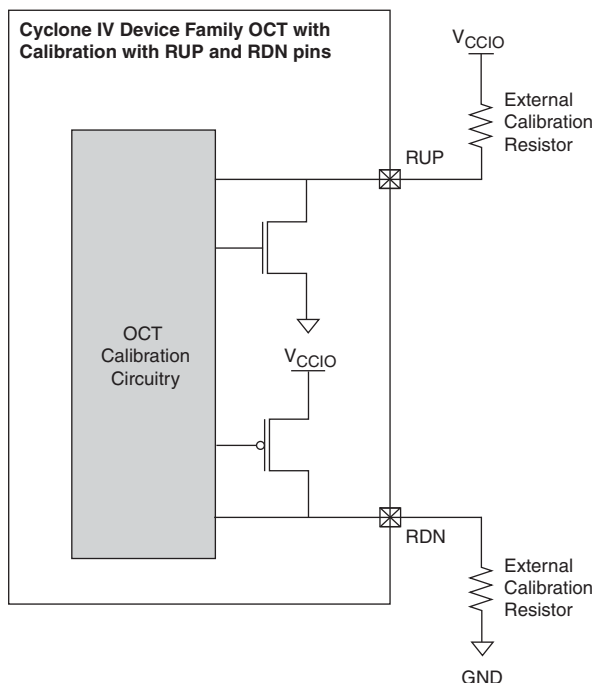 Cyclone IV Device Family OCT with
Calibration with RUP and RDN pins
VCCIO
External
Calibration
Resistor
RUP
OCT
Calibration
Circuitry
VCCIO
RDN
External
Calibration
Resistor
GND